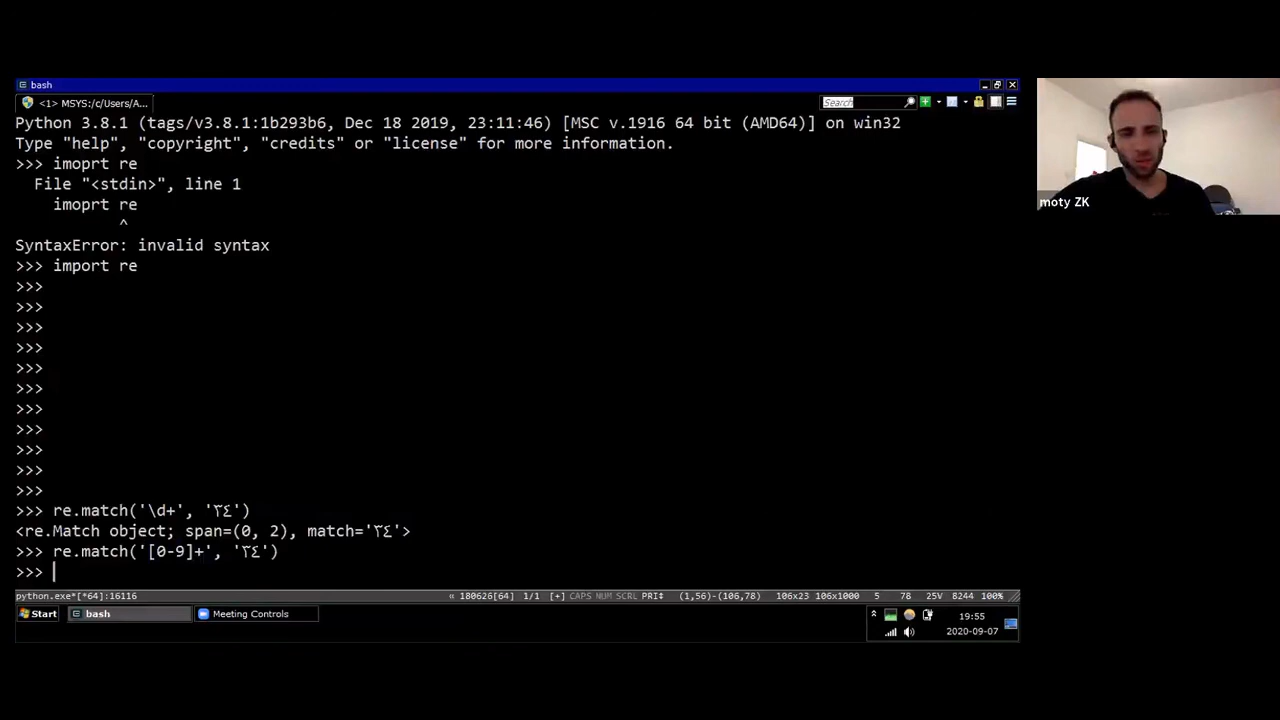 bash
<1> MSYS:/c/Users/A...
Search
Python 3.8.1 (tags/v3.8.1:1b293b6, Dec 18 2019, 23:11:46) [MSC v.1916 64 bit (AMD64)] on win32
Type "help", "copyright", "credits" or "license" for more information.
>>> imoprt re
  File "<stdin>", line 1
    imoprt re
            ^
SyntaxError: invalid syntax
>>> import re
>>>
>>>
>>>
>>>
>>>
>>>
>>>
>>>
>>>
>>>
>>>
>>> re.match('\d+', '٣٤')
<re.Match object; span=(0, 2), match='٣٤'>
>>> re.match('[0-9]+', '٣٤')
>>>
python.exe*[*64]:16116 « 180626[64] 1/1 [+] CAPS NUM SCRL PRI↕ (1,56)-(106,78) 106x23 106x1000 5 78 25V 8244 100%
Start bash Meeting Controls 19:55
2020-09-07
moty ZK